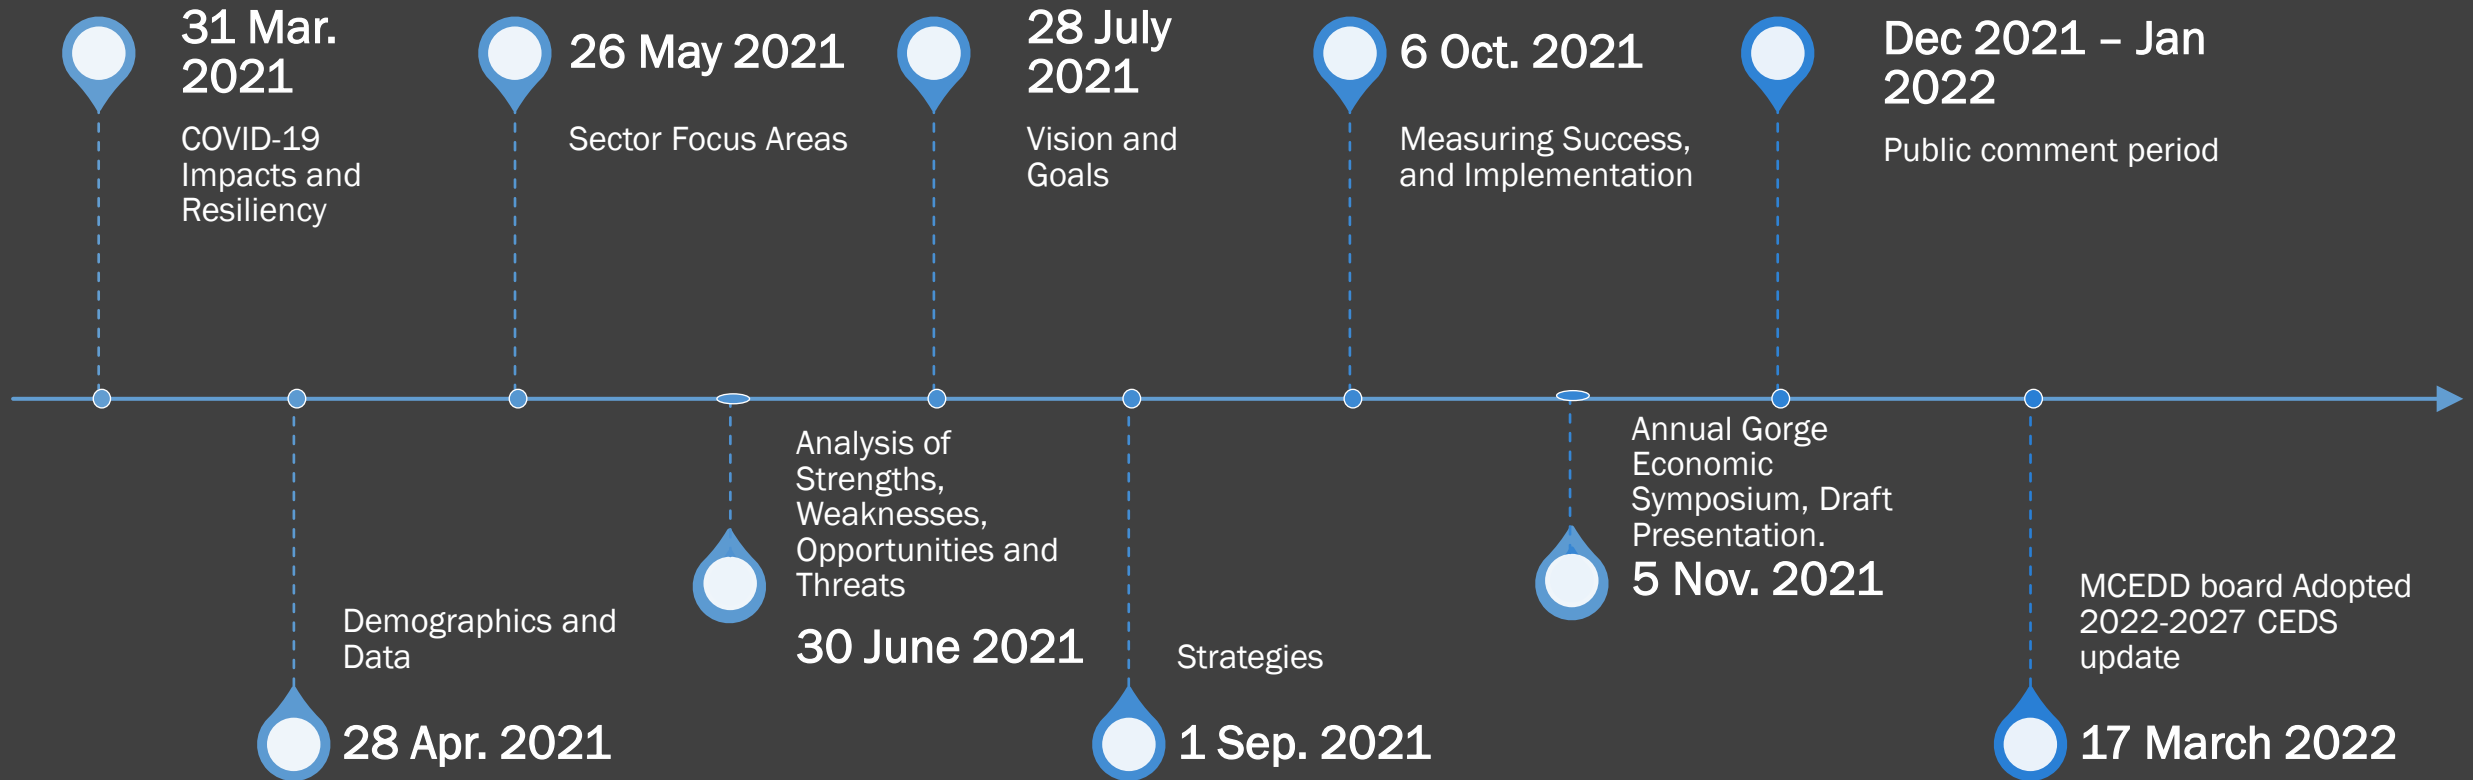 31 Mar.
2021
COVID-19
Impacts and
Resiliency
26 May 2021
Sector Focus Areas
28 July
2021
Vision and
Goals
6 Oct. 2021
Measuring Success,
and Implementation
Dec 2021 – Jan
2022
Public comment period
Demographics and
Data
28 Apr. 2021
Analysis of
Strengths,
Weaknesses,
Opportunities and
Threats
30 June 2021
Strategies
1 Sep. 2021
Annual Gorge
Economic
Symposium, Draft
Presentation.
5 Nov. 2021
MCEDD board Adopted
2022-2027 CEDS
update
17 March 2022